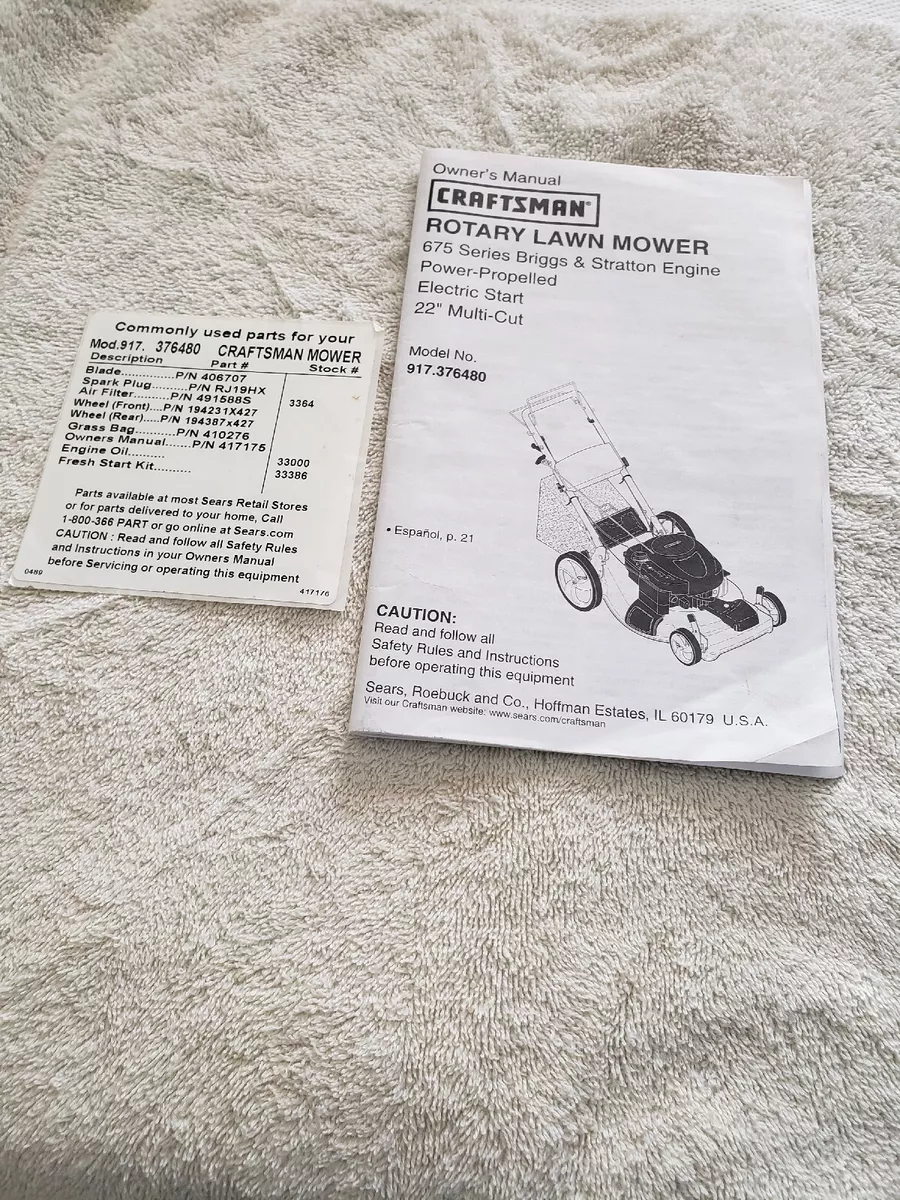 Commonly used parts for your
Mod.917. 376480 CRAFTSMAN MOWER
Description Part # Stock #
Blade..............P/N 406707
Spark Plug........P/N RJ19HX
Air Filter..........P/N 491588S 3364
Wheel (Front)....P/N 194231X427
Wheel (Rear).....P/N 194387x427
Grass Bag..........P/N 410276
Owners Manual.......P/N 417175
Engine Oil.......... 33000
Fresh Start Kit.......... 33386
Parts available at most Sears Retail Stores
or for parts delivered to your home, Call
1-800-366 PART or go online at Sears.com
CAUTION : Read and follow all Safety Rules
and Instructions in your Owners Manual
before Servicing or operating this equipment
0489 417176
Owner's Manual
CRAFTSMAN®
ROTARY LAWN MOWER
675 Series Briggs & Stratton Engine
Power-Propelled
Electric Start
22" Multi-Cut
Model No.
917.376480
• Español, p. 21
CAUTION:
Read and follow all
Safety Rules and Instructions
before operating this equipment
Sears, Roebuck and Co., Hoffman Estates, IL 60179 U.S.A.
Visit our Craftsman website: www.sears.com/craftsman